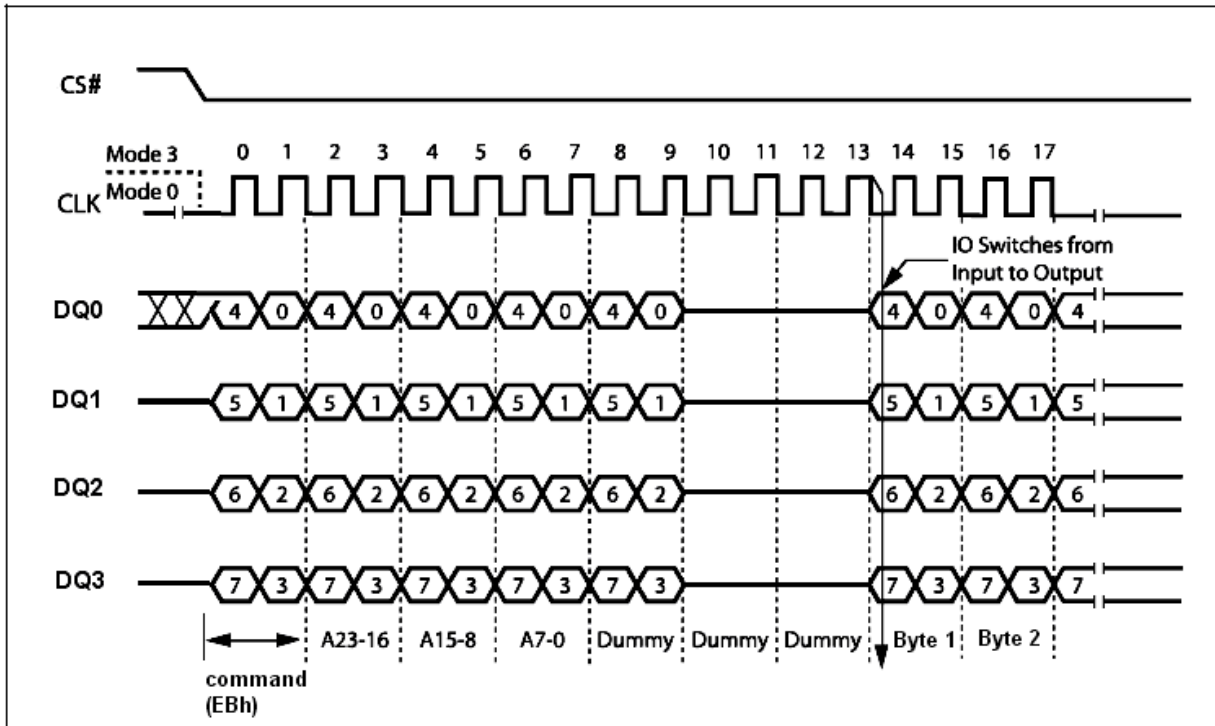 CS#
0 1 2 3 4 5 6 7 8 9 10 11 12 13 14 15 16 17
Mode 3
Mode 0
CLK
IO Switches from
Input to Output
DQ0 4 0 4 0 4 0 4 0 4 0 4 0 4 0 4
DQ1 5 1 5 1 5 1 5 1 5 1 5 1 5 1 5
DQ2 6 2 6 2 6 2 6 2 6 2 6 2 6 2 6
DQ3 7 3 7 3 7 3 7 3 7 3 7 3 7 3 7
A23-16 A15-8 A7-0 Dummy Dummy Dummy Byte 1 Byte 2
command
(EBh)